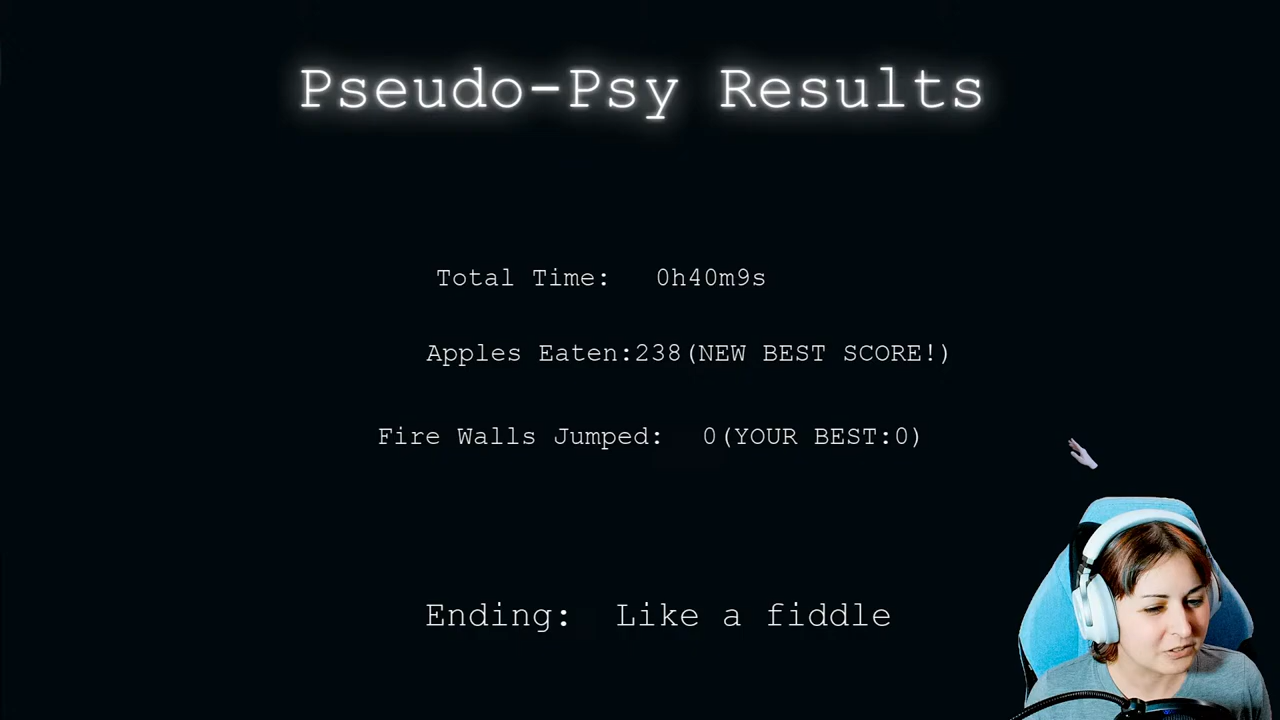 Pseudo-Psy Results
Total Time: 0h40m9s
Apples Eaten:238(NEW BEST SCORE!)
Fire Walls Jumped: 0(YOUR BEST:0)
Ending: Like a fiddle